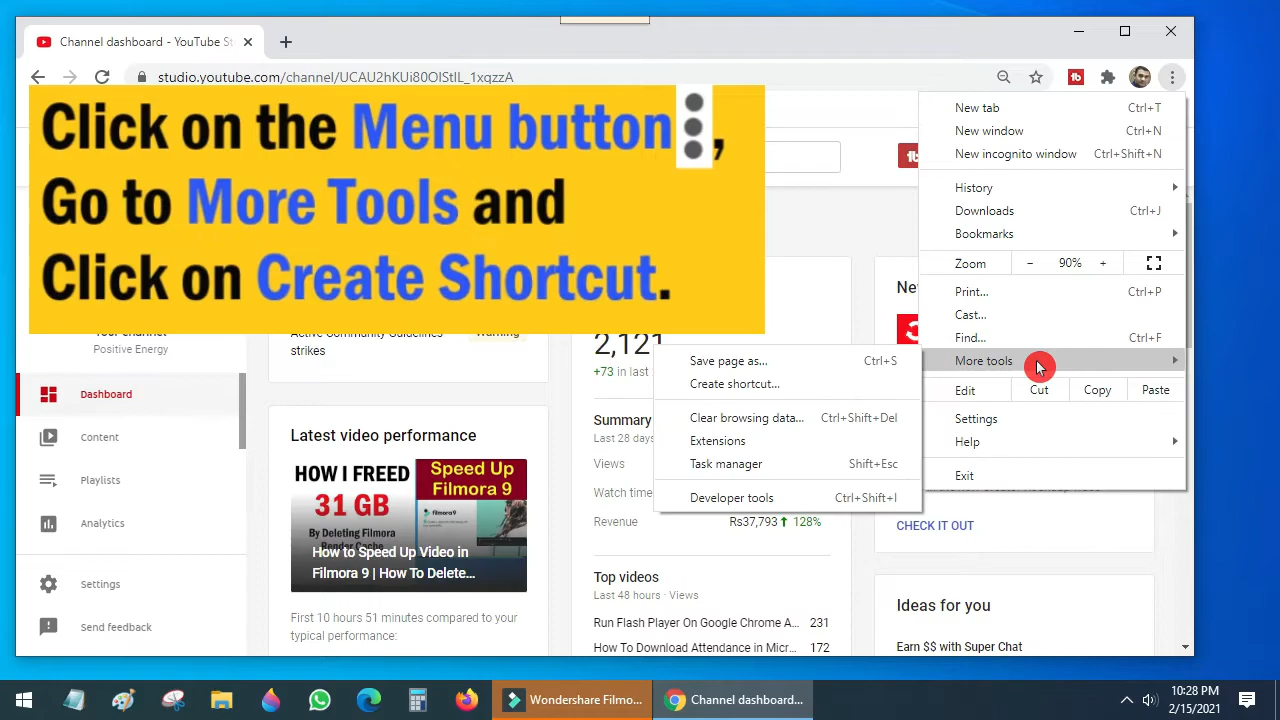 Channel dashboard - YouTube St
studio.youtube.com/channel/UCAU2hKUi80OlStIL_1xqzzA
Click on the Menu button ,
Go to More Tools and
Click on Create Shortcut.
New tab Ctrl+T
New window Ctrl+N
New incognito window Ctrl+Shift+N
History
Downloads Ctrl+J
Bookmarks
Zoom - 90% +
Print... Ctrl+P
Cast...
Find... Ctrl+F
More tools
Edit Cut Copy Paste
Settings
Help
Exit
Save page as... Ctrl+S
Create shortcut...
Clear browsing data... Ctrl+Shift+Del
Extensions
Task manager Shift+Esc
Developer tools Ctrl+Shift+I
Positive Energy
Dashboard
Content
Playlists
Analytics
Settings
Send feedback
strikes
Latest video performance
HOW I FREED
31 GB
By Deleting Filmora
Render Cache
Speed Up
Filmora 9
filmora9
How to Speed Up Video in
Filmora 9 | How To Delete...
First 10 hours 51 minutes compared to your
typical performance:
2,121
+73 in last
Summary
Last 28 days
Views
Watch time
Revenue Rs37,793 128%
Top videos
Last 48 hours · Views
Run Flash Player On Google Chrome A... 231
How To Download Attendance in Micr... 172
Ne
CHECK IT OUT
Ideas for you
Earn $$ with Super Chat
Wondershare Filmo...
Channel dashboard...
10:28 PM
2/15/2021